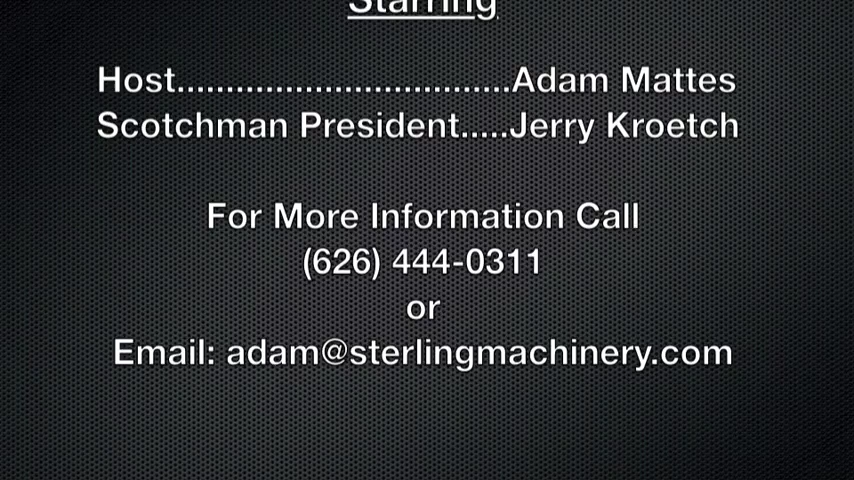 Starring
Host..................................Adam Mattes
Scotchman President.....Jerry Kroetch
For More Information Call
(626) 444-0311
or
Email: adam@sterlingmachinery.com